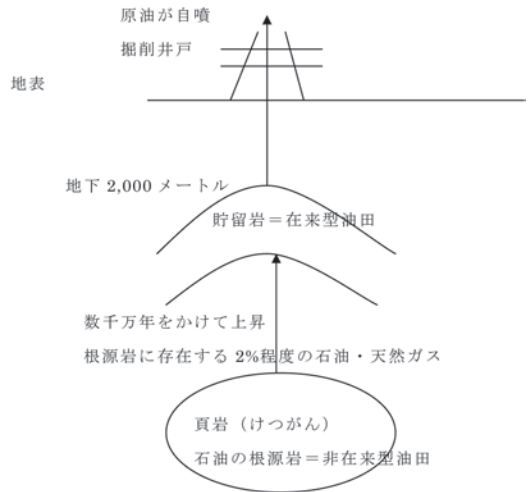 原油が自噴
掘削井戸
地表
地下 2,000 メートル
貯留岩＝在来型油田
数千万年をかけて上昇
根源岩に存在する 2%程度の石油・天然ガス
頁岩（けつがん）
石油の根源岩＝非在来型油田